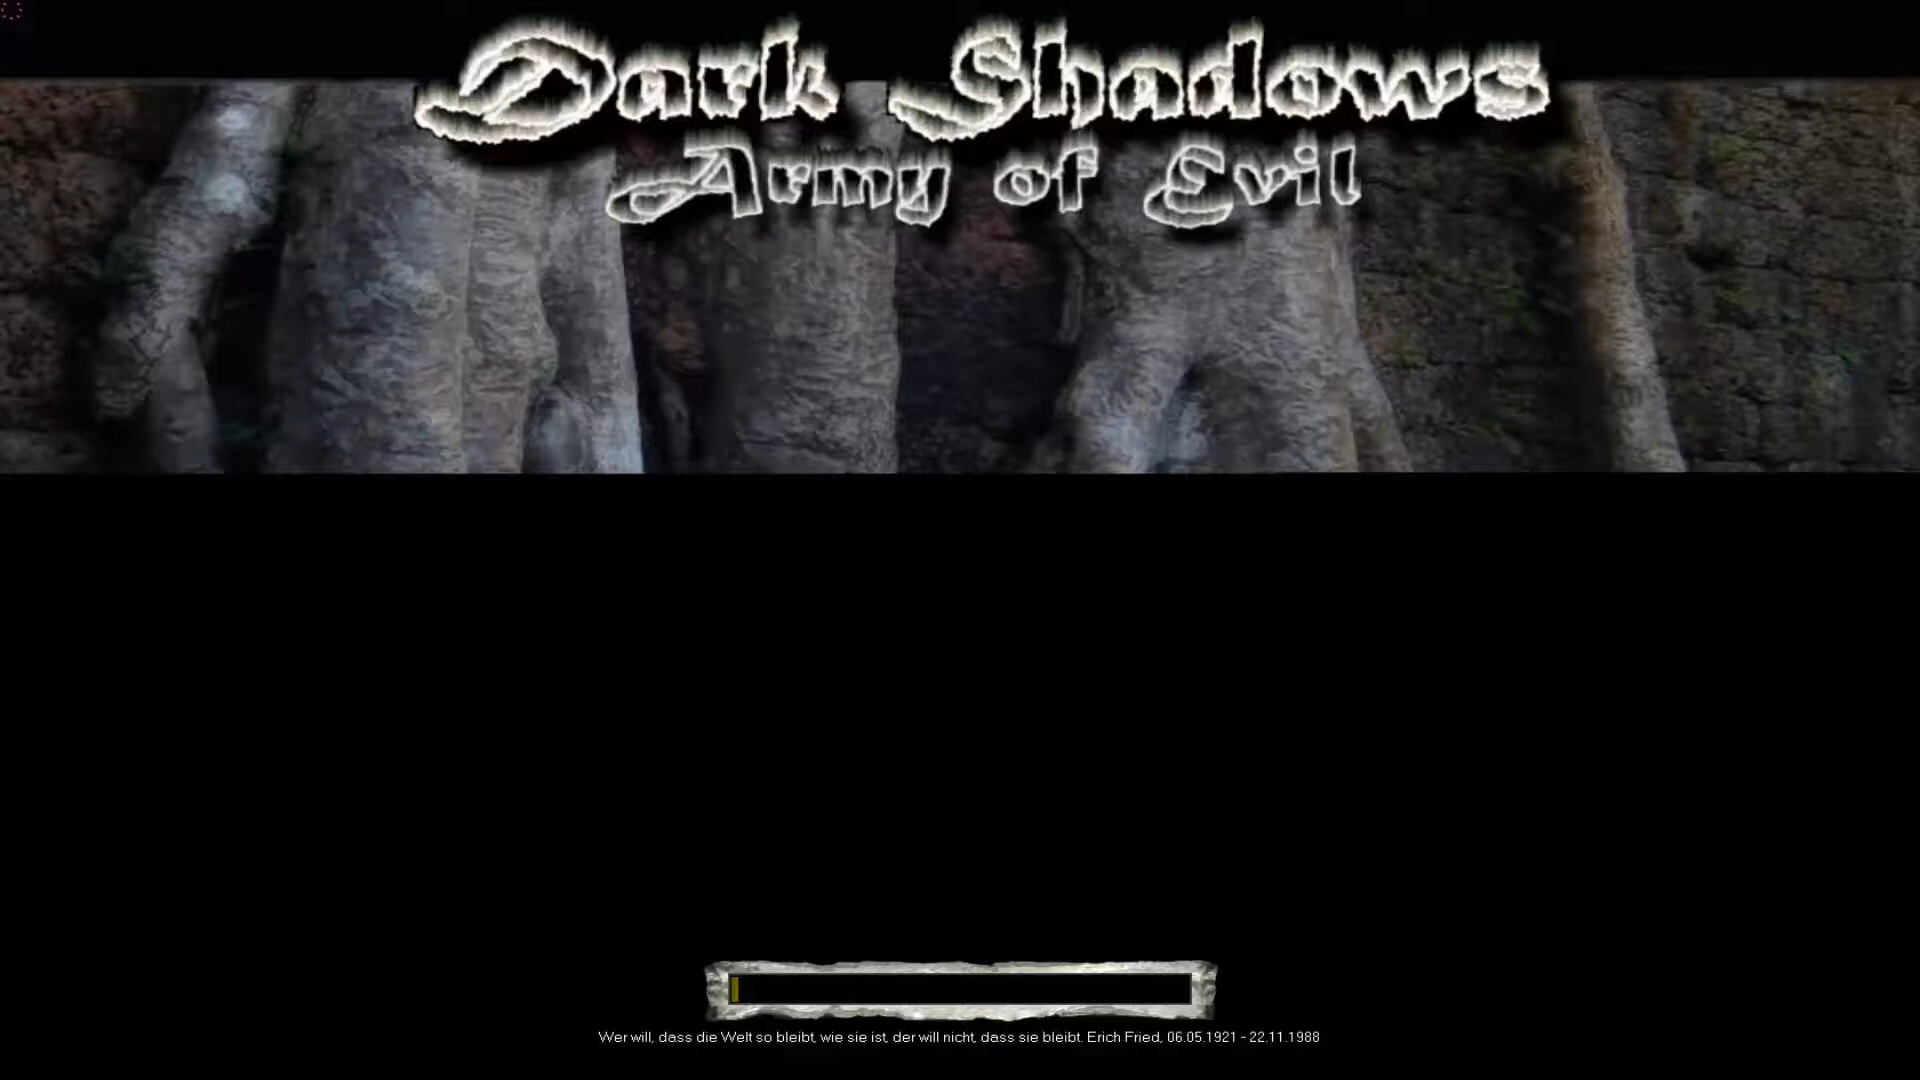 Dark Shadows
Army of Evil
Wer will, dass die Welt so bleibt, wie sie ist, der will nicht, dass sie bleibt. Erich Fried, 06.05.1921 - 22.11.1988